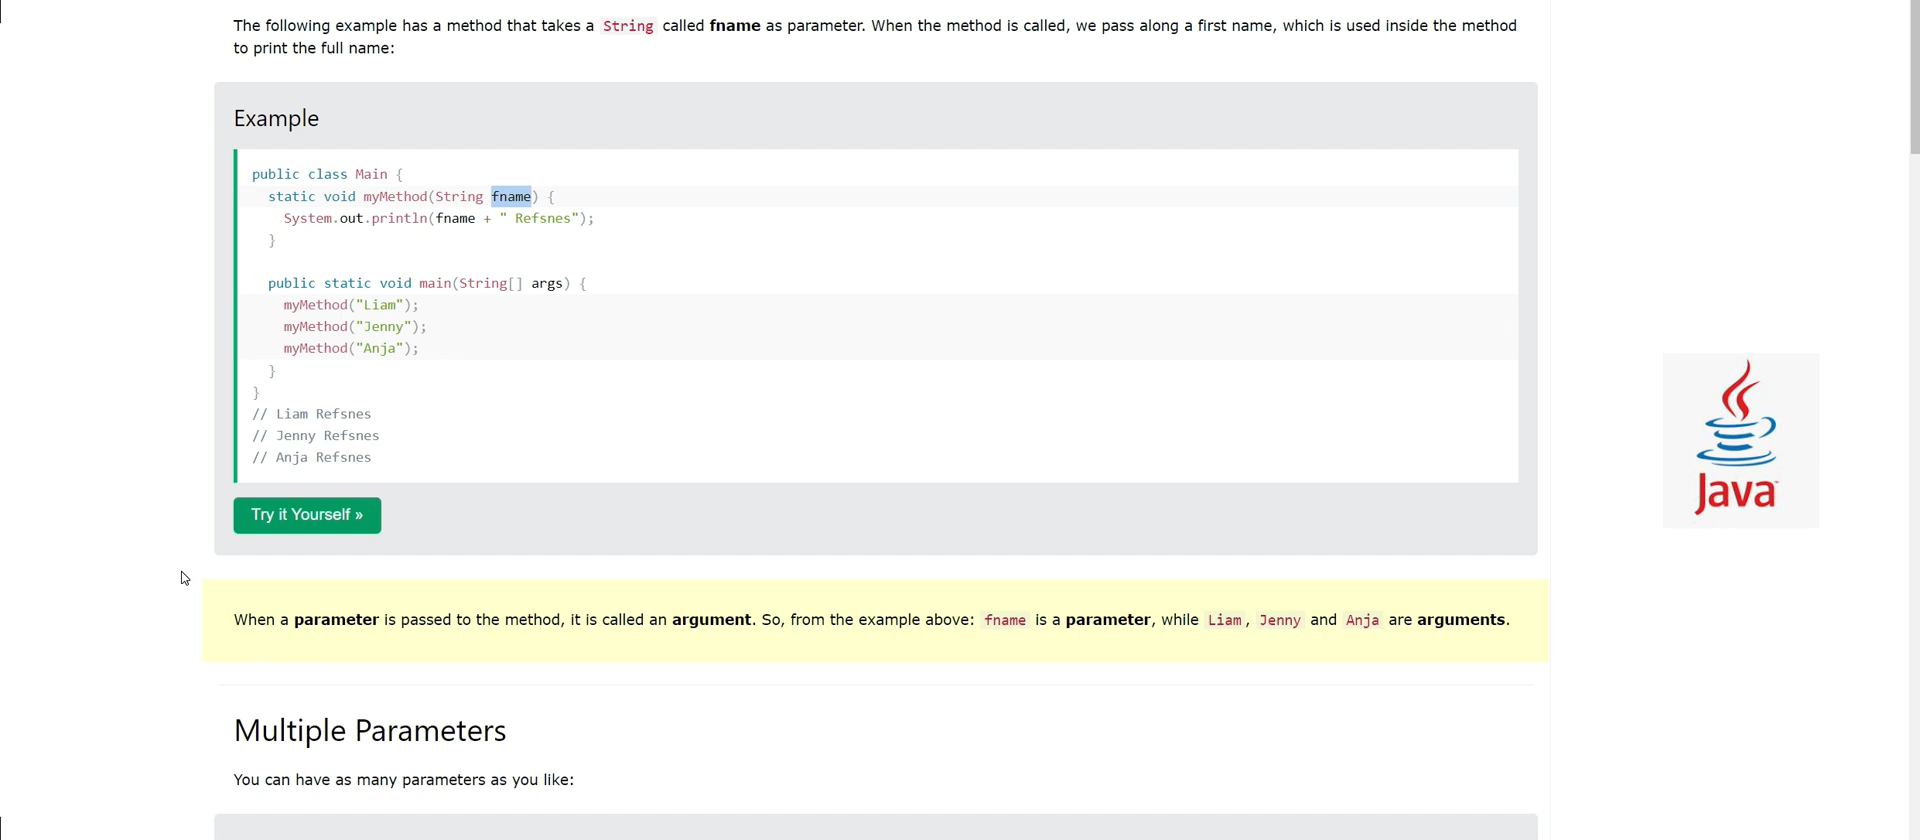 The following example has a method that takes a String called fname as parameter. When the method is called, we pass along a first name, which is used inside the method
to print the full name:
Example
public class Main {
  static void myMethod(String fname) {
    System.out.println(fname + " Refsnes");
  }
  public static void main(String[] args) {
    myMethod("Liam");
    myMethod("Jenny");
    myMethod("Anja");
  }
}
// Liam Refsnes
// Jenny Refsnes
// Anja Refsnes
Try it Yourself »
Java
When a parameter is passed to the method, it is called an argument. So, from the example above: fname is a parameter, while Liam, Jenny and Anja are arguments.
Multiple Parameters
You can have as many parameters as you like: